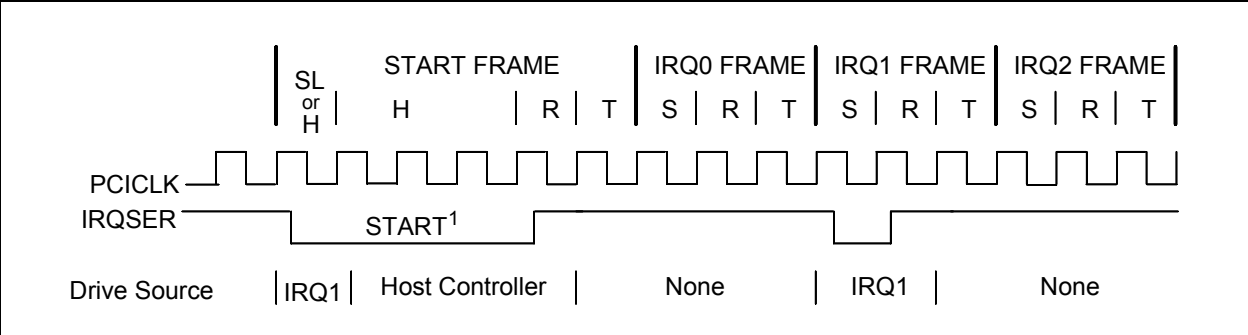 START FRAME IRQ0 FRAME IRQ1 FRAME IRQ2 FRAME
SL
or
H
H R T S R T S R T S R T
PCICLK
IRQSER
START¹
Drive Source IRQ1 Host Controller None IRQ1 None